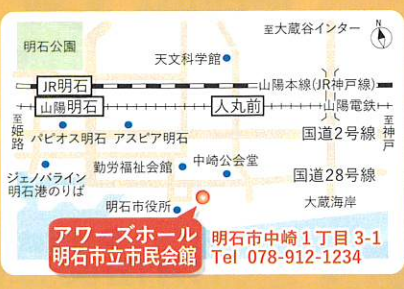 至大蔵谷インター
明石公園
天文科学館
JR明石
山陽本線(JR神戸線)
山陽明石
人丸前
山陽電鉄
至姫路
至神戸
パピオス明石
アスピア明石
国道2号線
ジェノバライン
明石港のりば
勤労福祉会館
中崎公会堂
国道28号線
明石市役所
大蔵海岸
アワーズホール
明石市立市民会館
明石市中崎1丁目3-1
Tel 078-912-1234